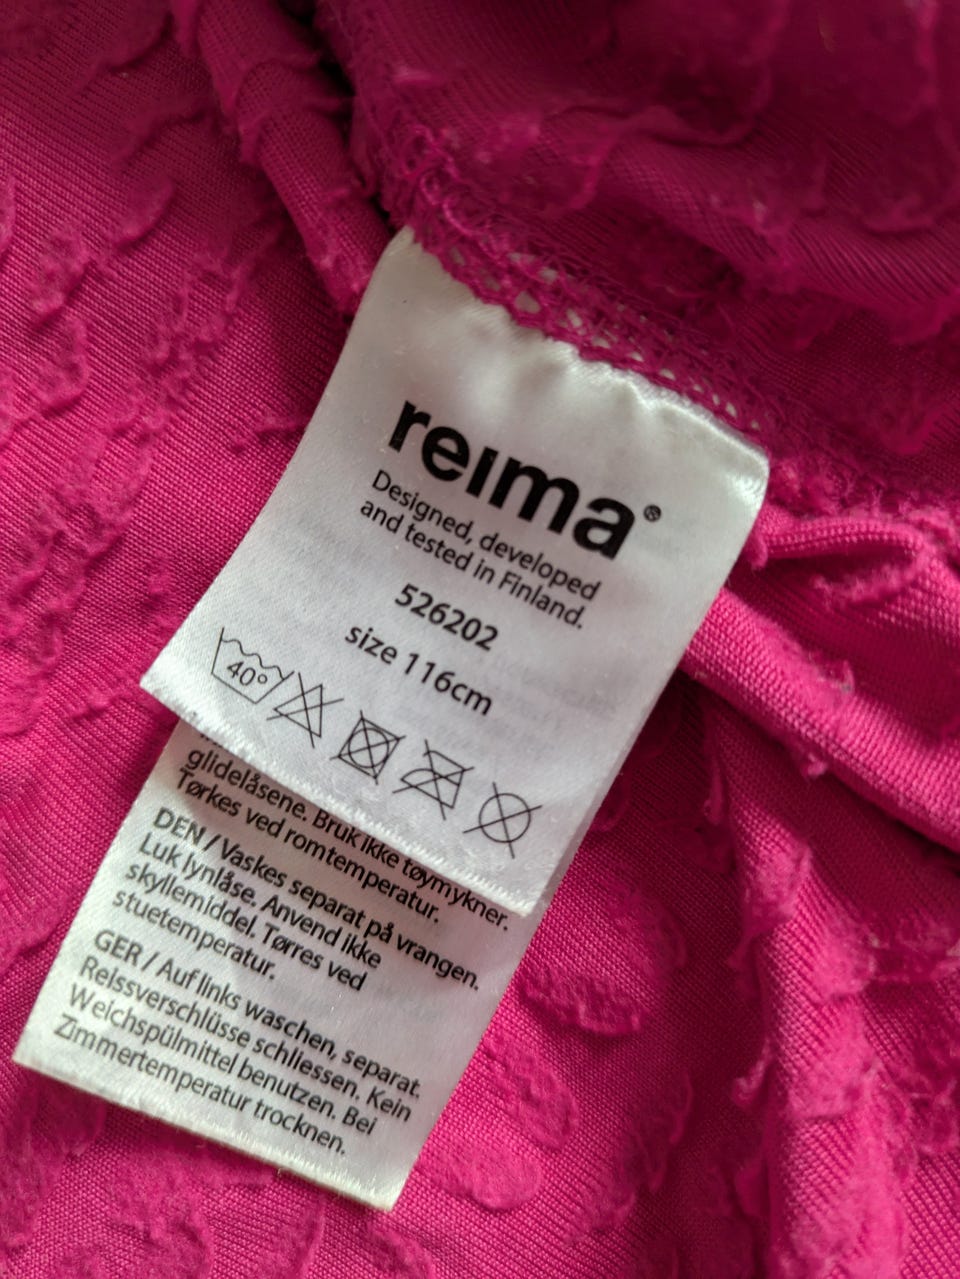 reima®
Designed, developed
and tested in Finland.
526202
size 116cm
40°
glidelåsene. Bruk ikke tøymykner.
Tørkes ved romtemperatur.
DEN / Vaskes separat på vrangen.
Luk lynlåse. Anvend ikke
skyllemiddel. Tørres ved
stuetemperatur.
GER / Auf links waschen, separat.
Reissverschlüsse schliessen. Kein
Weichspülmittel benutzen. Bei
Zimmertemperatur trocknen.